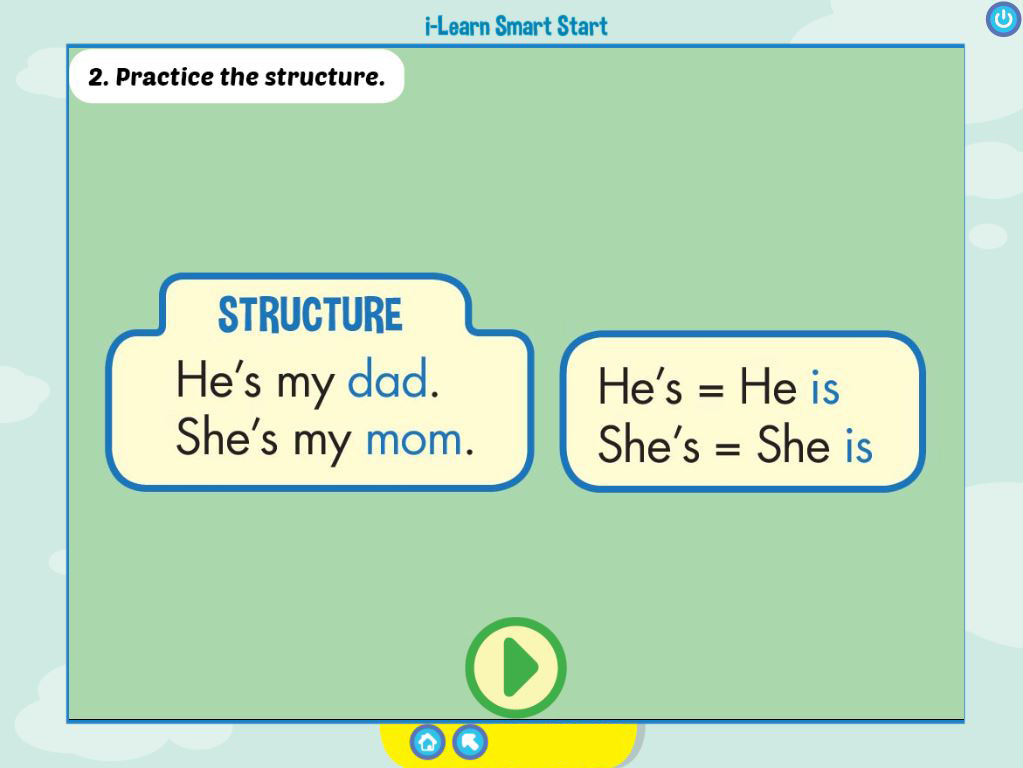 i-Learn Smart Start
2. Practice the structure.
STRUCTURE
He's my dad.
She's my mom.
He's = He is
She's = She is